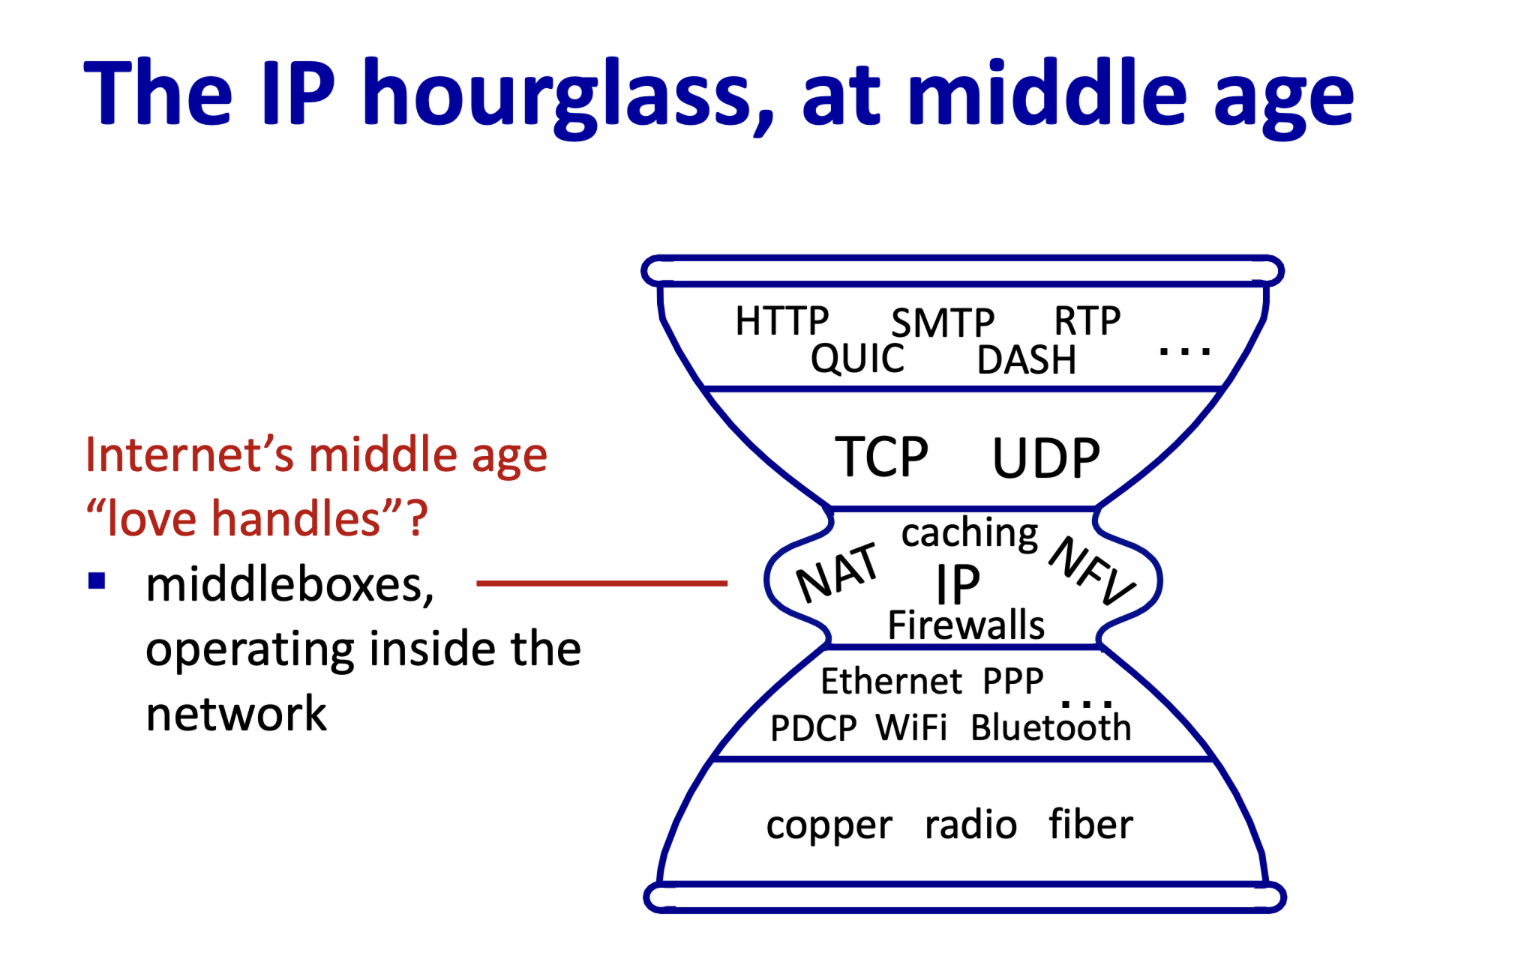 The IP hourglass, at middle age
HTTP SMTP RTP
QUIC DASH ...
TCP UDP
Internet’s middle age
“love handles”?
▪ middleboxes,
operating inside the
network
caching
NAT IP NFV
Firewalls
Ethernet PPP ...
PDCP WiFi Bluetooth
copper radio fiber